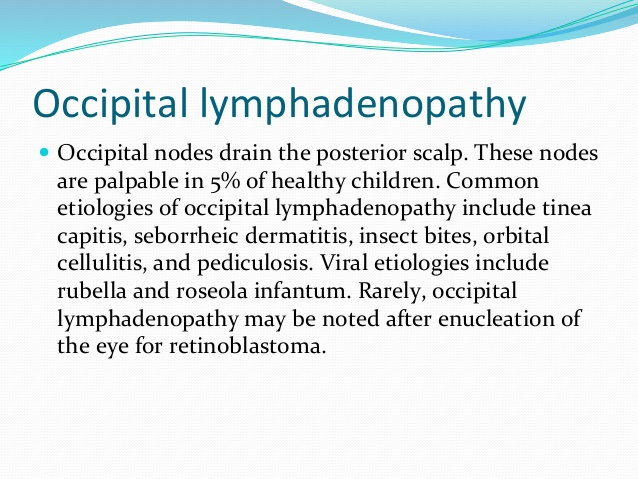 Occipital lymphadenopathy
• Occipital nodes drain the posterior scalp. These nodes
are palpable in 5% of healthy children. Common
etiologies of occipital lymphadenopathy include tinea
capitis, seborrheic dermatitis, insect bites, orbital
cellulitis, and pediculosis. Viral etiologies include
rubella and roseola infantum. Rarely, occipital
lymphadenopathy may be noted after enucleation of
the eye for retinoblastoma.